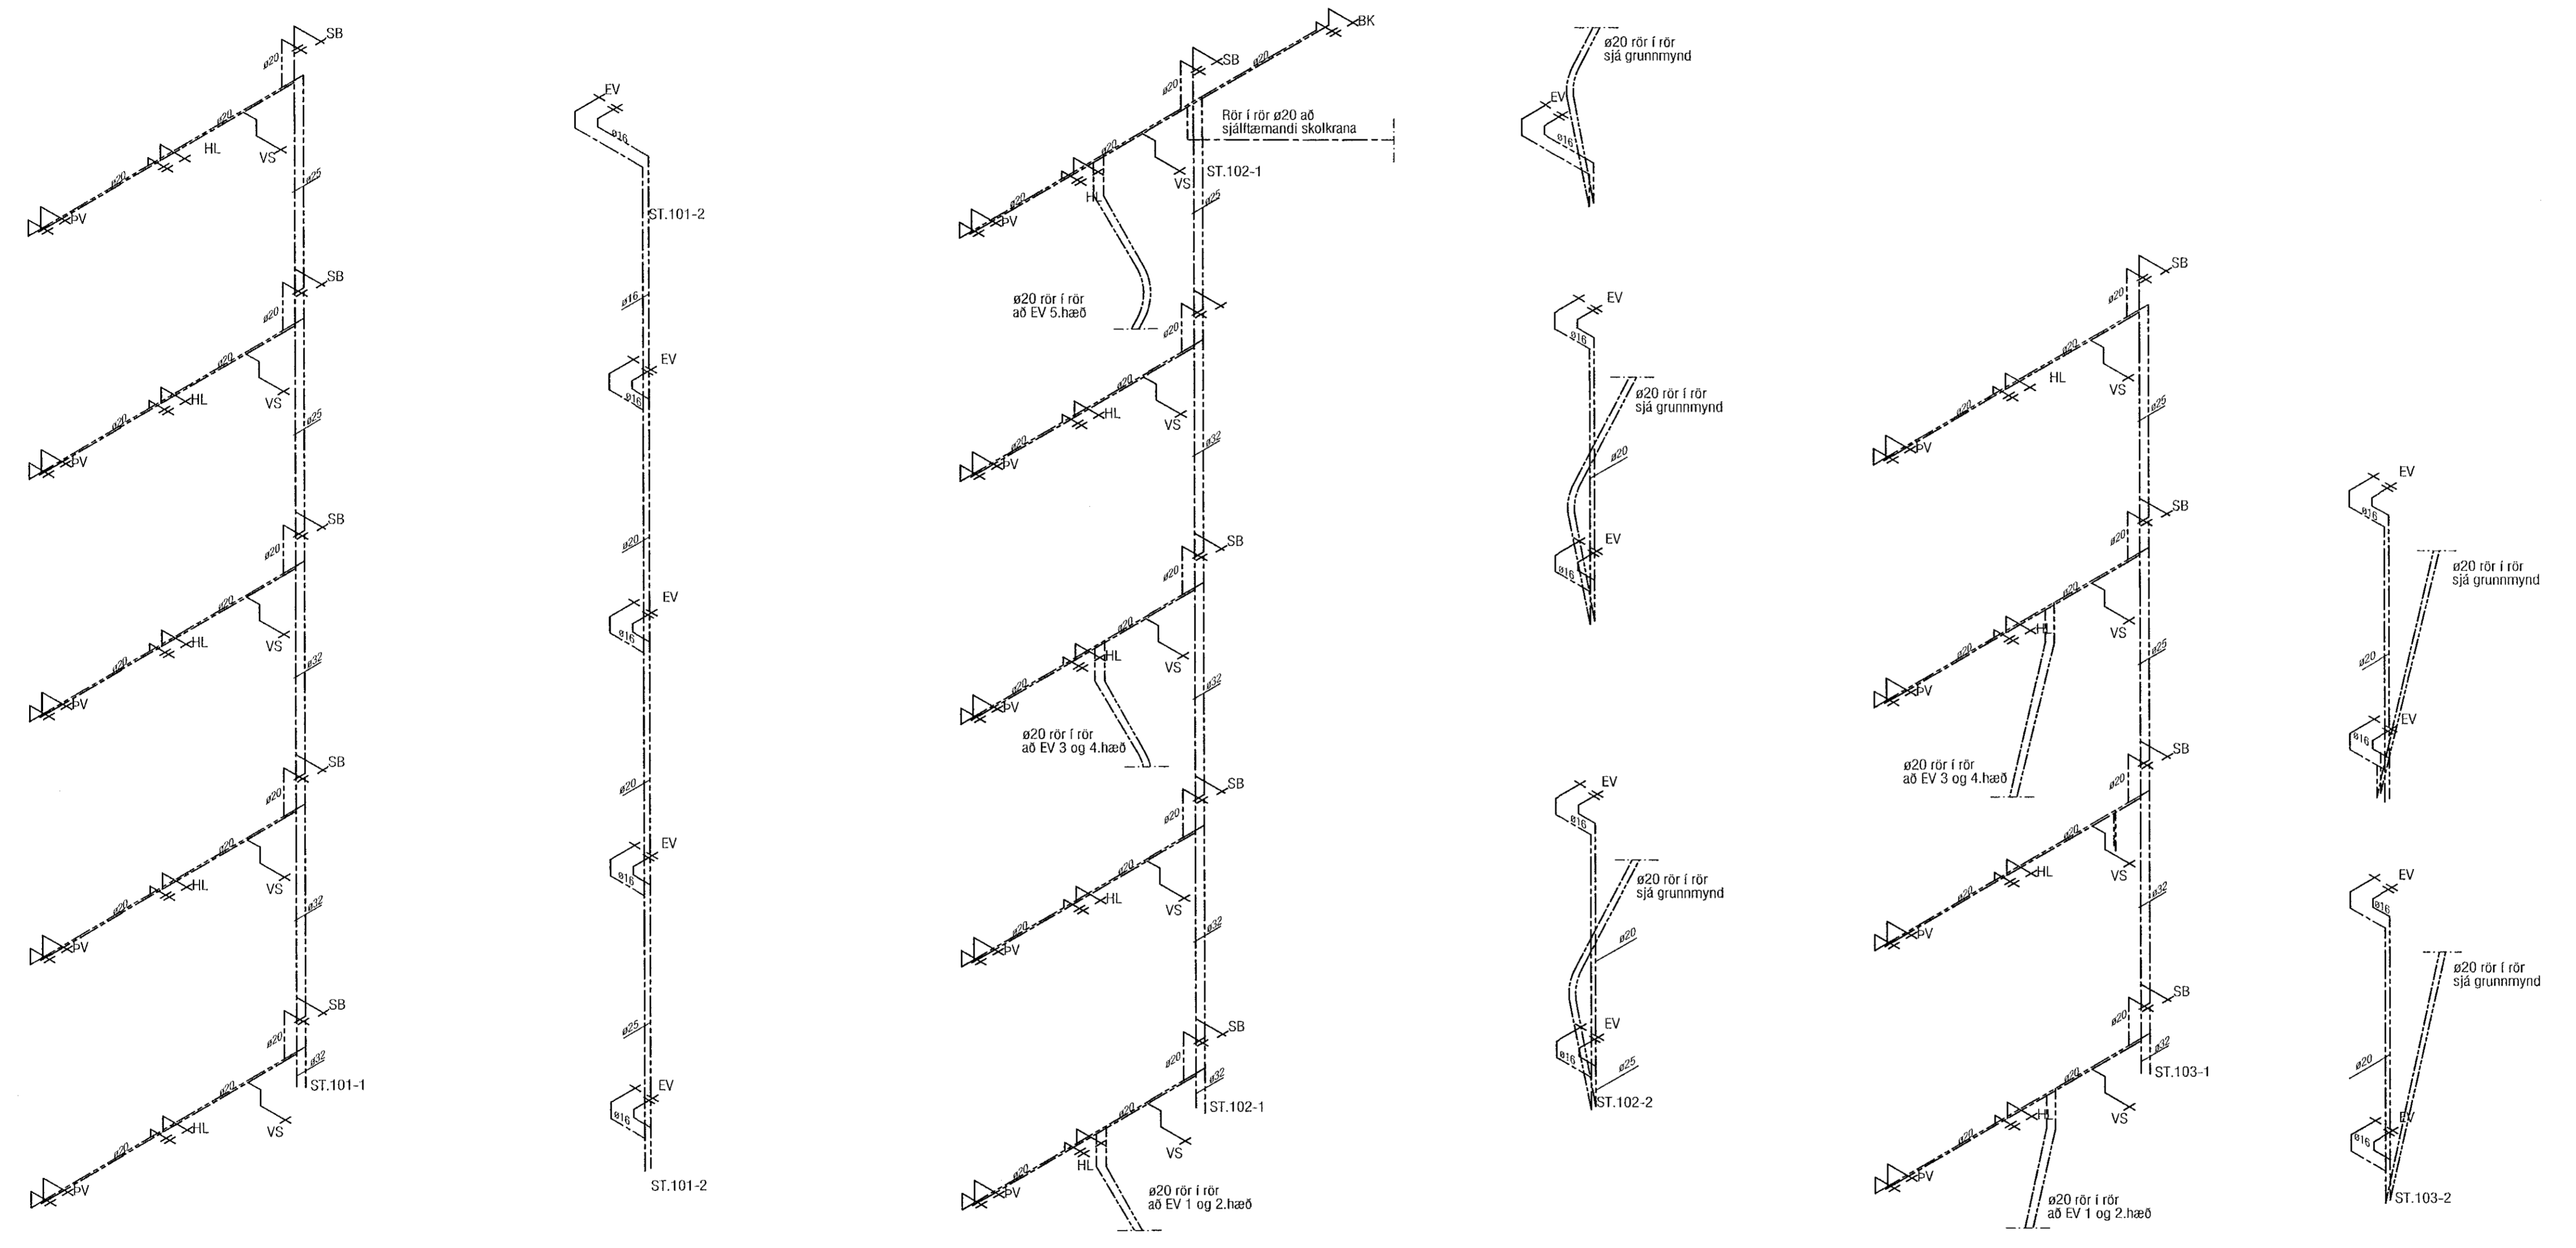 SB
ø20
ø20
HL
VS
ø20
PV
ø25
SB
ø20
ø20
HL
VS
ø20
PV
ø25
SB
ø20
ø20
HL
VS
ø20
PV
ø32
SB
ø20
ø20
HL
VS
ø20
PV
ø32
SB
ø20
ø32
ST.101-1
ø20
HL
VS
ø20
PV
EV
ø16
ST.101-2
ø16
EV
ø16
ø20
EV
ø16
ø20
EV
ø16
ø25
EV
ø16
ST.101-2
BK
SB
ø20
ø20
Rör í rör ø20 að
sjálftæmandi skolkrana
ø20
VS
ST.102-1
HL
ø20
PV
ø25
ø20 rör í rör
að EV 5.hæð
ø20
ø20
HL
VS
ø20
PV
ø32
SB
ø20
ø20
HL
VS
ø20
PV
ø32
ø20 rör í rör
að EV 3 og 4.hæð
SB
ø20
ø20
HL
VS
ø20
PV
ø32
SB
ø20
ø32
ST.102-1
ø20
HL
VS
ø20
PV
ø20 rör í rör
að EV 1 og 2.hæð
ø20 rör í rör
sjá grunnmynd
EV
ø16
EV
ø16
ø20 rör í rör
sjá grunnmynd
ø20
EV
ø16
EV
ø16
ø20 rör í rör
sjá grunnmynd
ø20
EV
ø16
ø25
ST.102-2
SB
ø20
ø20
HL
VS
ø20
PV
ø25
SB
ø20
ø20
HL
VS
ø20
PV
ø25
ø20 rör í rör
að EV 3 og 4.hæð
SB
ø20
ø20
HL
VS
ø20
PV
ø32
SB
ø20
ø32
ST.103-1
ø20
HL
VS
ø20
PV
ø20 rör í rör
að EV 1 og 2.hæð
EV
ø16
ø20 rör í rör
sjá grunnmynd
ø20
EV
ø16
EV
ø16
ø20 rör í rör
sjá grunnmynd
ø20
EV
ø16
ST.103-2